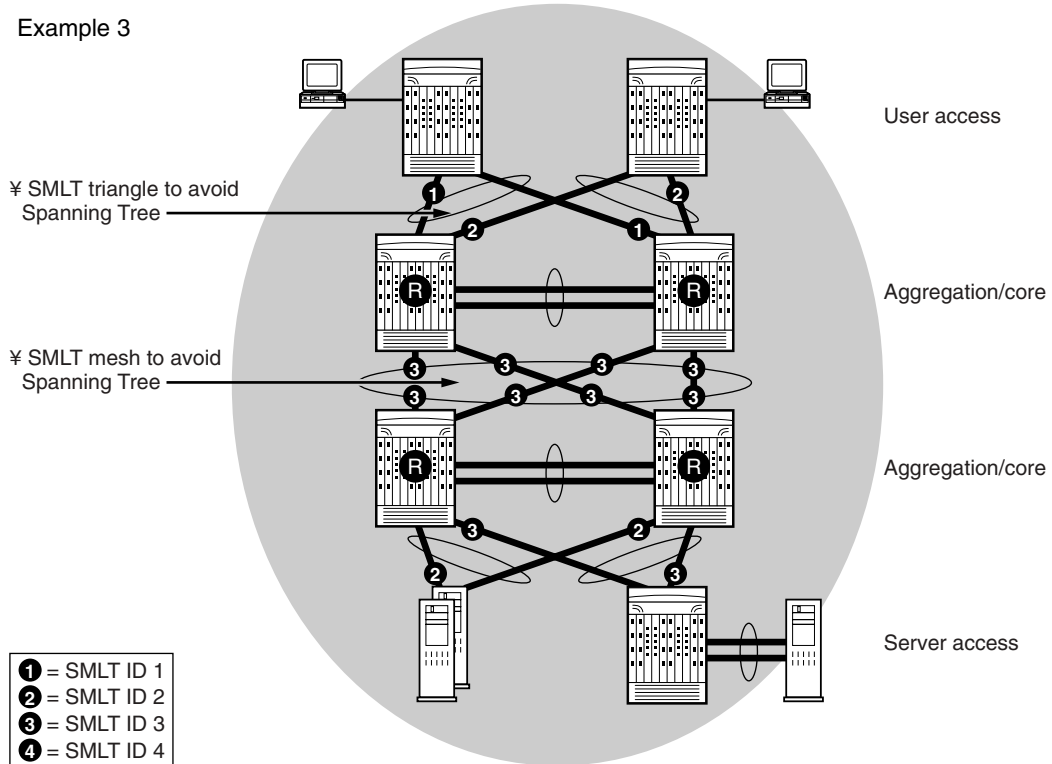 Example 3
User access
¥ SMLT triangle to avoid
Spanning Tree
1
2
2
1
R
R
Aggregation/core
¥ SMLT mesh to avoid
Spanning Tree
3
3
3
3
3
3
3
3
R
R
Aggregation/core
3
2
2
3
Server access
1 = SMLT ID 1
2 = SMLT ID 2
3 = SMLT ID 3
4 = SMLT ID 4